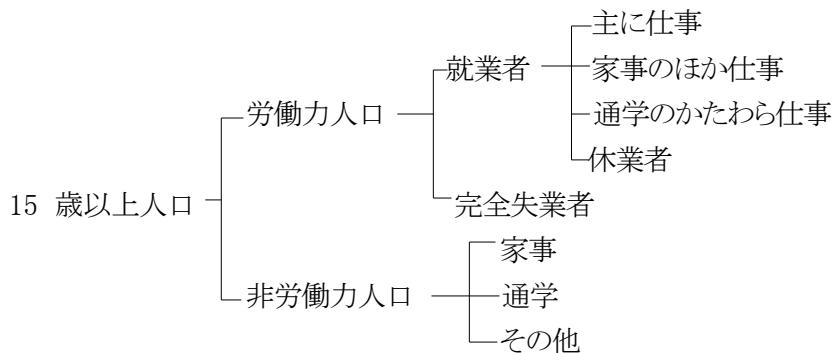 主に仕事
就業者
家事のほか仕事
労働力人口
通学のかたわら仕事
休業者
15 歳以上人口
完全失業者
家事
非労働力人口
通学
その他